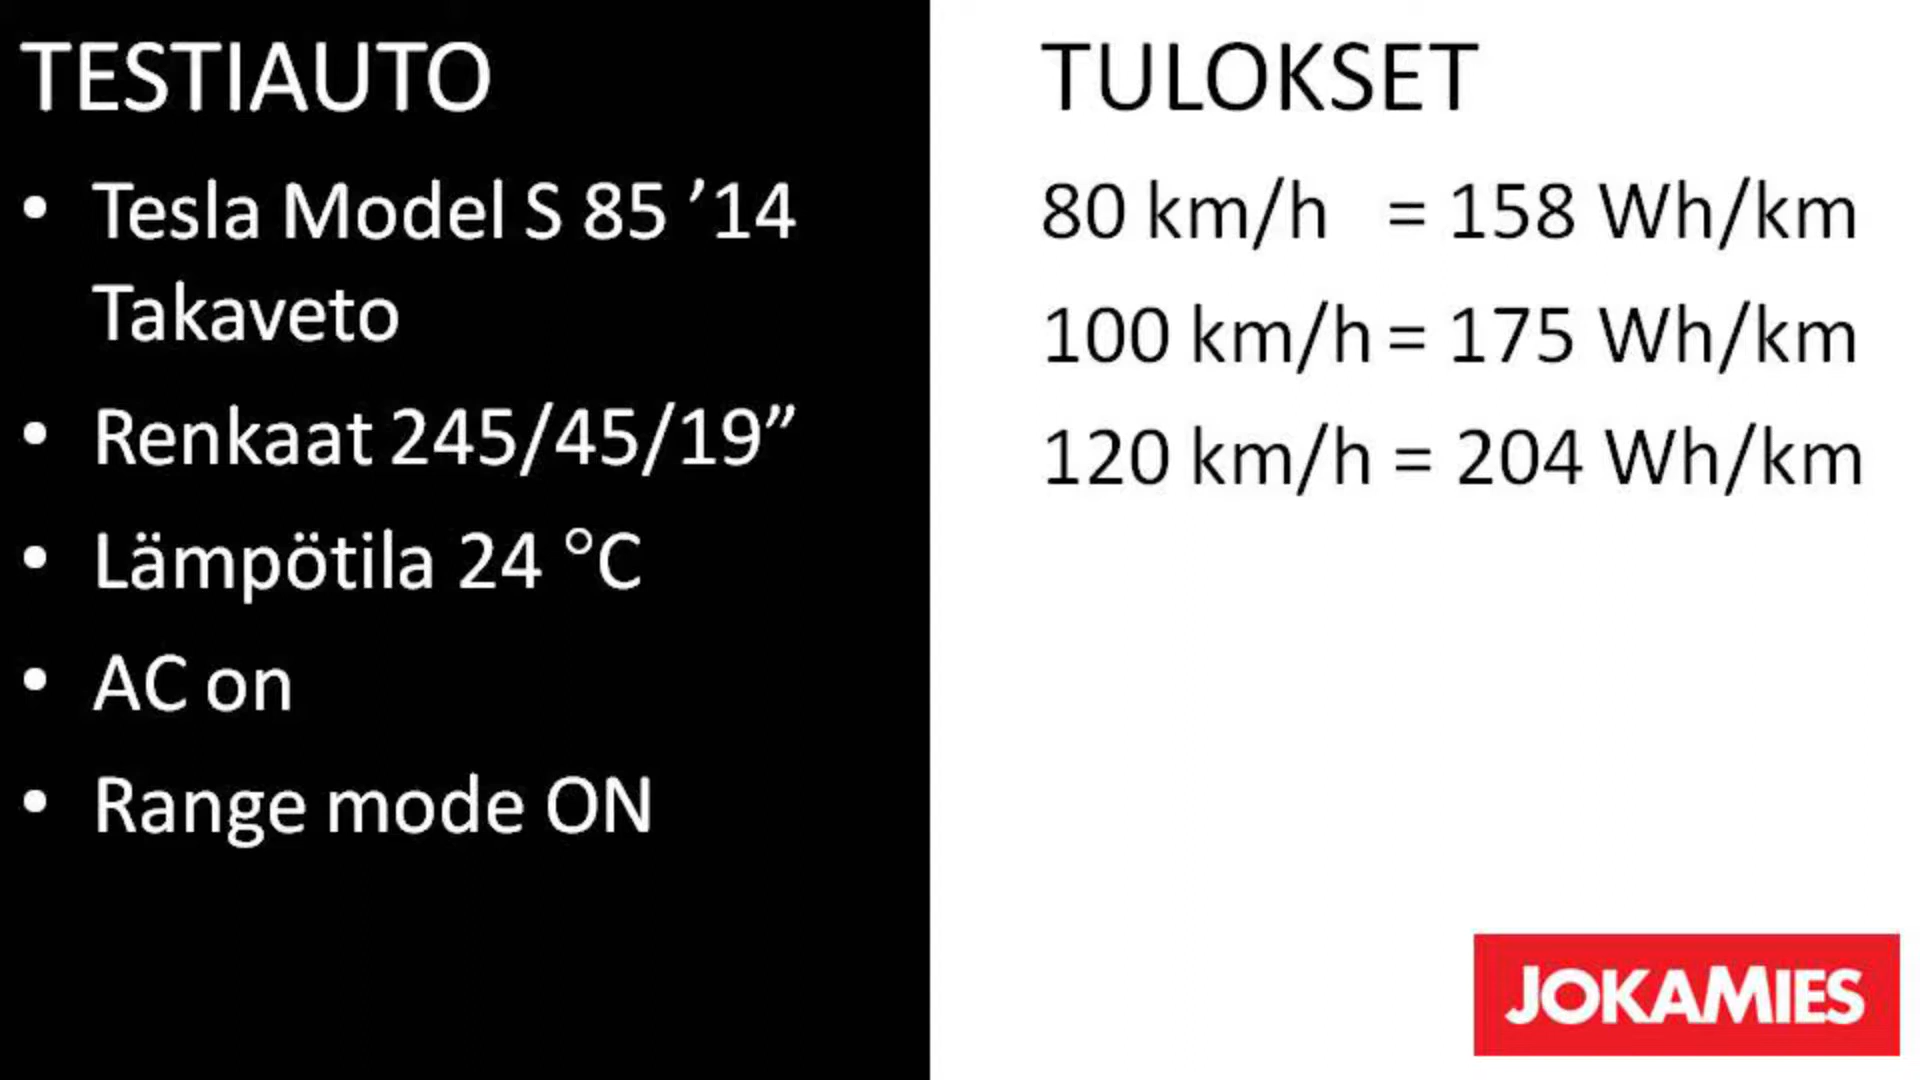 TESTIAUTO
• Tesla Model S 85 ’14
Takaveto
• Renkaat 245/45/19”
• Lämpötila 24 °C
• AC on
• Range mode ON
TULOKSET
80 km/h = 158 Wh/km
100 km/h = 175 Wh/km
120 km/h = 204 Wh/km
JOKAMIES